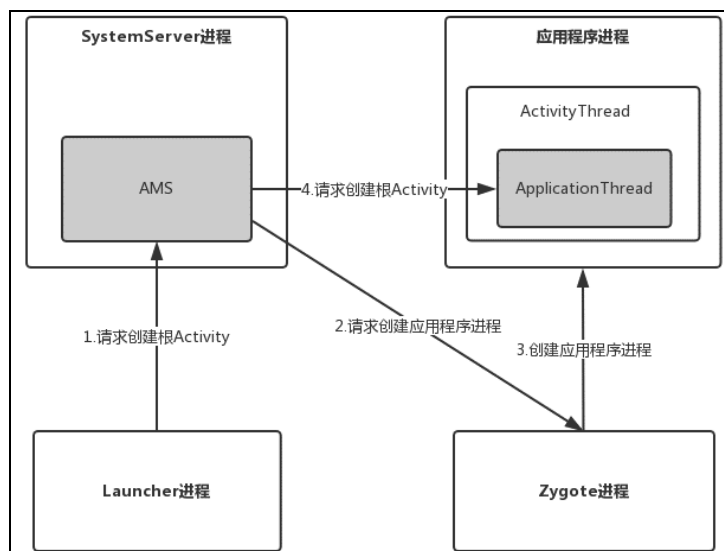 SystemServer进程
应用程序进程
ActivityThread
AMS
ApplicationThread
4.请求创建根Activity
1.请求创建根Activity
2.请求创建应用程序进程
3.创建应用程序进程
Launcher进程
Zygote进程